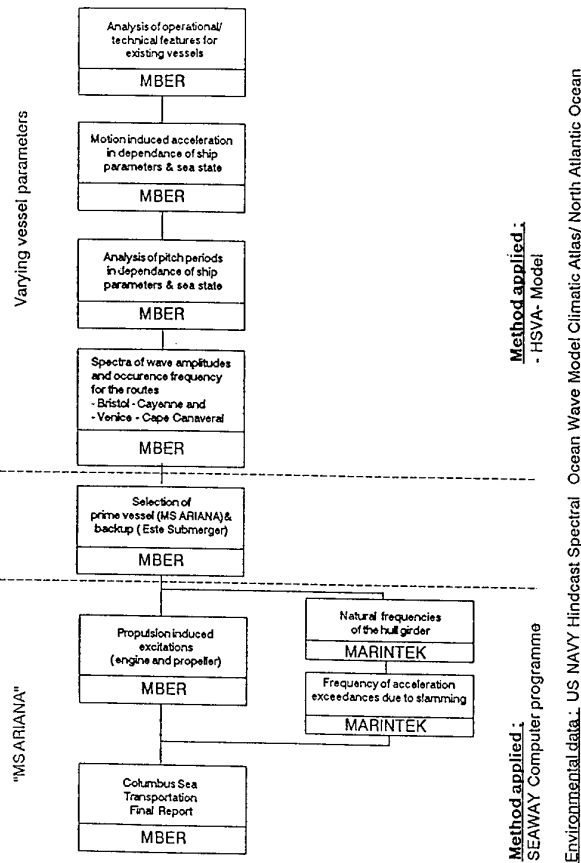 Varying vessel parameters
Analysis of operational/
technical features for
existing vessels
MBER
Motion induced acceleration
in dependance of ship
parameters & sea state
MBER
Analysis of pitch periods
in dependance of ship
parameters & sea state
MBER
Spectra of wave amplitudes
and occurence frequency
for the routes
- Bristol - Cayenne and
- Venice - Cape Canaveral
MBER
Method applied :
- HSVA- Model
Selection of
prime vessel (MS ARIANA) &
backup ( Este Submerger)
MBER
"MS ARIANA"
Propulsion induced
excitations
(engine and propeller)
MBER
Natural frequencies
of the hull girder
MARINTEK
Frequency of acceleration
exceedances due to slamming
MARINTEK
Columbus Sea
Transportation
Final Report
MBER
Method applied :
SEAWAY Computer programme
Environmental data : US NAVY Hindcast Spectral Ocean Wave Model Climatic Atlas/ North Atlantic Ocean